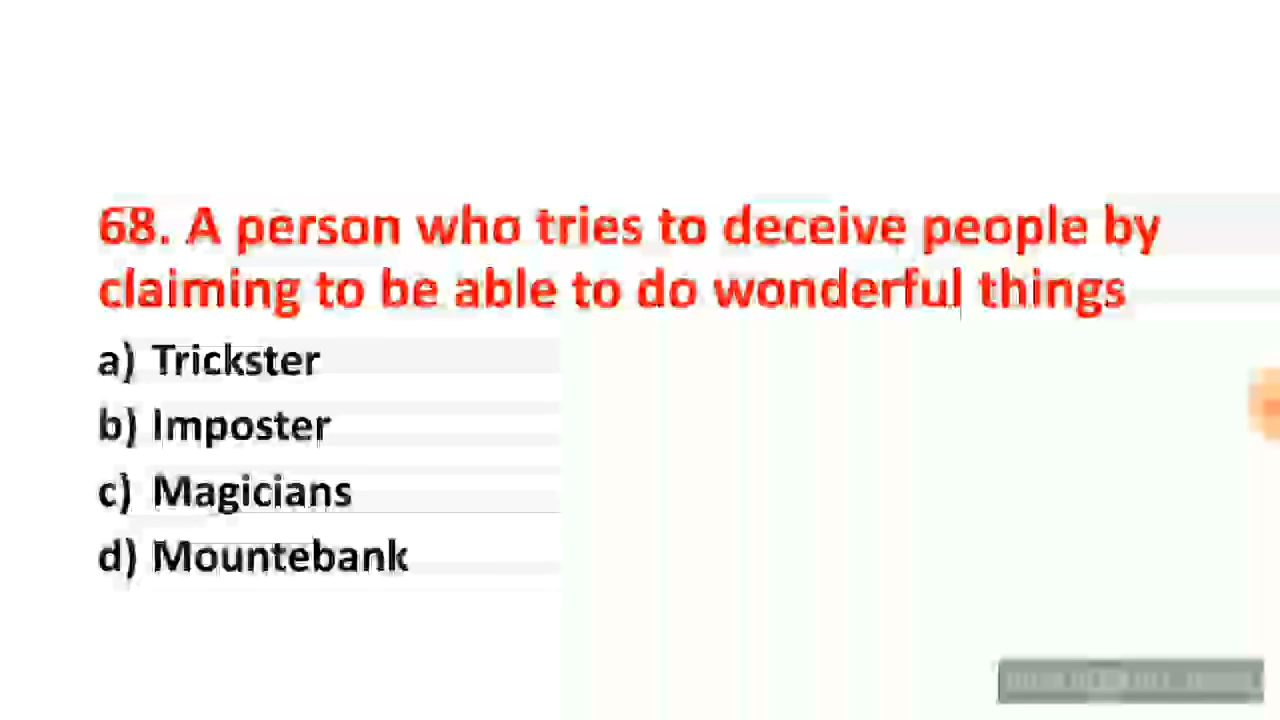 68. A person who tries to deceive people by
claiming to be able to do wonderful things
a) Trickster
b) Imposter
c) Magicians
d) Mountebank